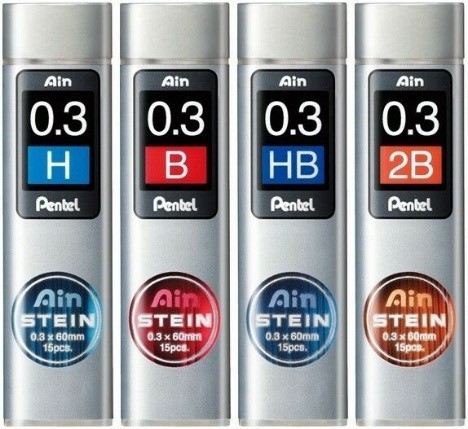 Ain
0.3
H
Pentel
Ain
STEIN
0.3 x 60mm
15pcs.
Ain
0.3
B
Pentel
Ain
STEIN
0.3 x 60mm
15pcs.
Ain
0.3
HB
Pentel
Ain
STEIN
0.3 x 60mm
15pcs.
Ain
0.3
2B
Pentel
Ain
STEIN
0.3 x 60mm
15pcs.